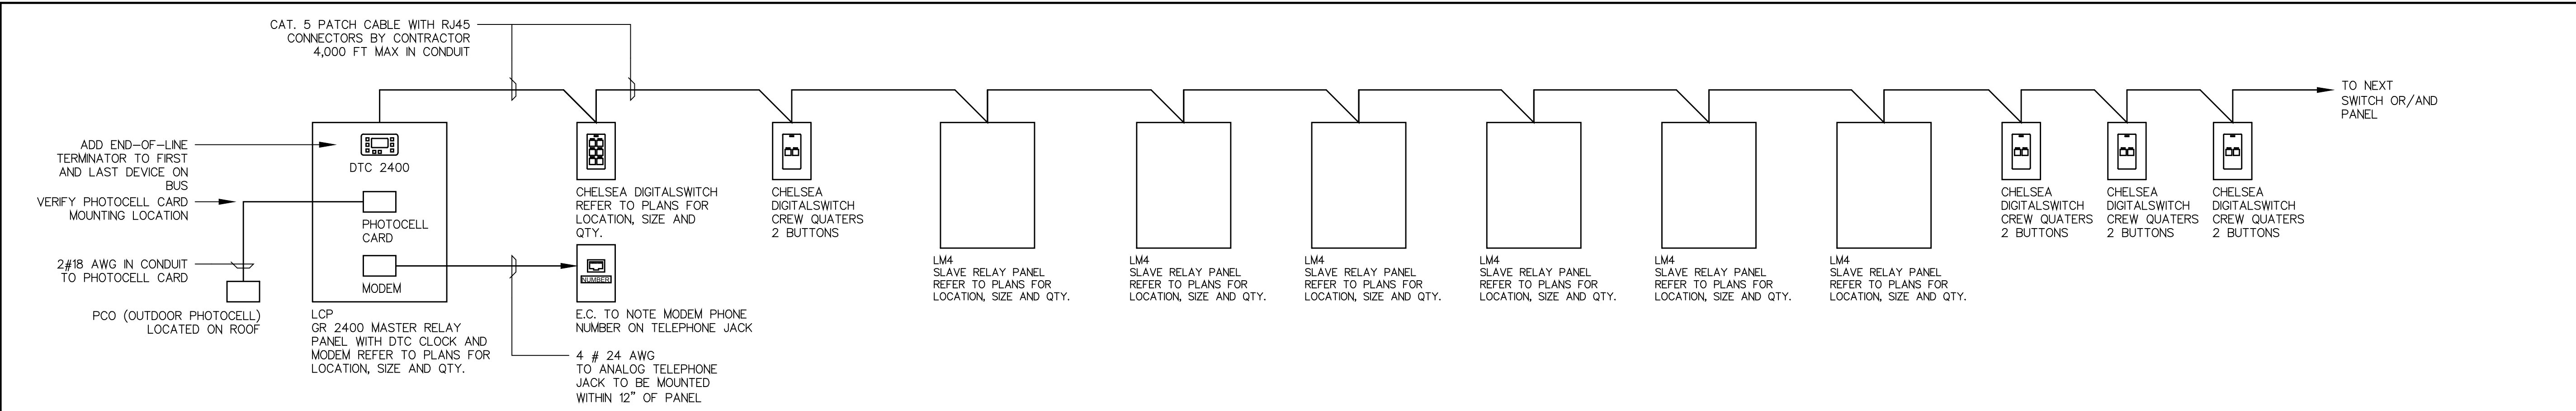 CAT. 5 PATCH CABLE WITH RJ45
CONNECTORS BY CONTRACTOR
4,000 FT MAX IN CONDUIT
TO NEXT
SWITCH OR/AND
PANEL
ADD END-OF-LINE
TERMINATOR TO FIRST
AND LAST DEVICE ON
BUS
VERIFY PHOTOCELL CARD
MOUNTING LOCATION
2#18 AWG IN CONDUIT
TO PHOTOCELL CARD
PCO (OUTDOOR PHOTOCELL)
LOCATED ON ROOF
DTC 2400
PHOTOCELL
CARD
MODEM
LCP
GR 2400 MASTER RELAY
PANEL WITH DTC CLOCK AND
MODEM REFER TO PLANS FOR
LOCATION, SIZE AND QTY.
CHELSEA DIGITALSWITCH
REFER TO PLANS FOR
LOCATION, SIZE AND
QTY.
NUMBER
E.C. TO NOTE MODEM PHONE
NUMBER ON TELEPHONE JACK
4 # 24 AWG
TO ANALOG TELEPHONE
JACK TO BE MOUNTED
WITHIN 12" OF PANEL
CHELSEA
DIGITALSWITCH
CREW QUATERS
2 BUTTONS
LM4
SLAVE RELAY PANEL
REFER TO PLANS FOR
LOCATION, SIZE AND QTY.
LM4
SLAVE RELAY PANEL
REFER TO PLANS FOR
LOCATION, SIZE AND QTY.
LM4
SLAVE RELAY PANEL
REFER TO PLANS FOR
LOCATION, SIZE AND QTY.
LM4
SLAVE RELAY PANEL
REFER TO PLANS FOR
LOCATION, SIZE AND QTY.
LM4
SLAVE RELAY PANEL
REFER TO PLANS FOR
LOCATION, SIZE AND QTY.
LM4
SLAVE RELAY PANEL
REFER TO PLANS FOR
LOCATION, SIZE AND QTY.
CHELSEA
DIGITALSWITCH
CREW QUATERS
2 BUTTONS
CHELSEA
DIGITALSWITCH
CREW QUATERS
2 BUTTONS
CHELSEA
DIGITALSWITCH
CREW QUATERS
2 BUTTONS